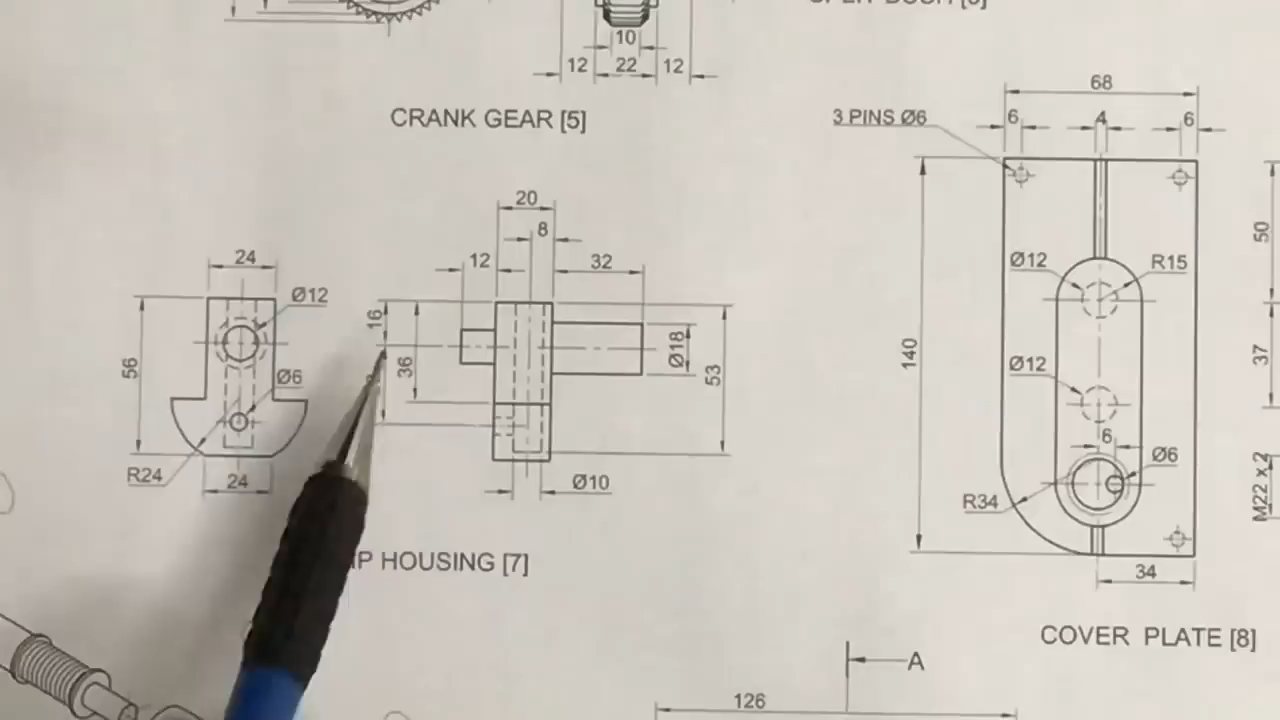 10
12 22 12
CRANK GEAR [5]
68
3 PINS Ø6
6 4 6
20
8
12 32
24
Ø12
16
36
56
Ø18
53
Ø6
R24
24
Ø10
HOUSING [7]
50
Ø12 R15
140
37
Ø12
6
Ø6
R34
M22 x 2
34
COVER PLATE [8]
A
126